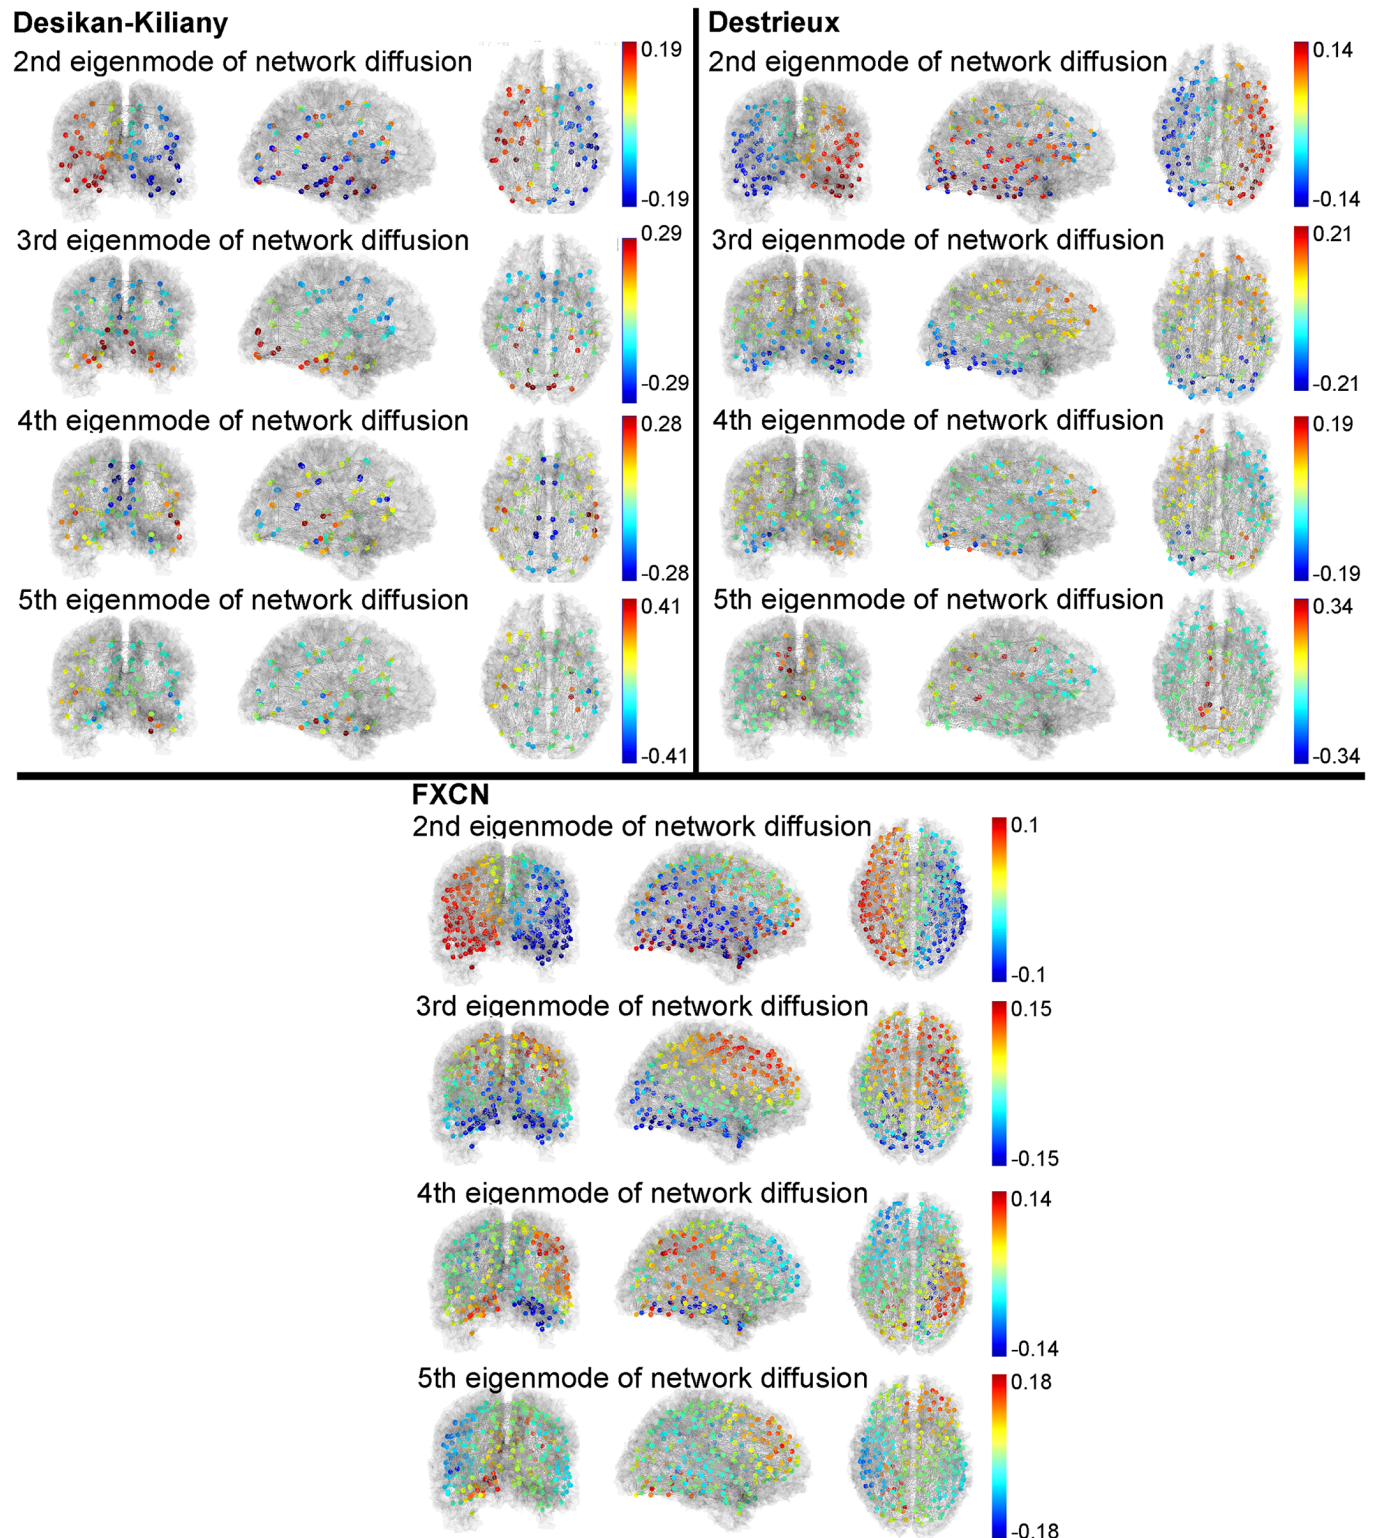 Desikan-Kiliany
2nd eigenmode of network diffusion
0.19
-0.19
3rd eigenmode of network diffusion
0.29
-0.29
4th eigenmode of network diffusion
0.28
-0.28
5th eigenmode of network diffusion
0.41
-0.41
Destrieux
2nd eigenmode of network diffusion
0.14
-0.14
3rd eigenmode of network diffusion
0.21
-0.21
4th eigenmode of network diffusion
0.19
-0.19
5th eigenmode of network diffusion
0.34
-0.34
FXCN
2nd eigenmode of network diffusion
0.1
-0.1
3rd eigenmode of network diffusion
0.15
-0.15
4th eigenmode of network diffusion
0.14
-0.14
5th eigenmode of network diffusion
0.18
-0.18